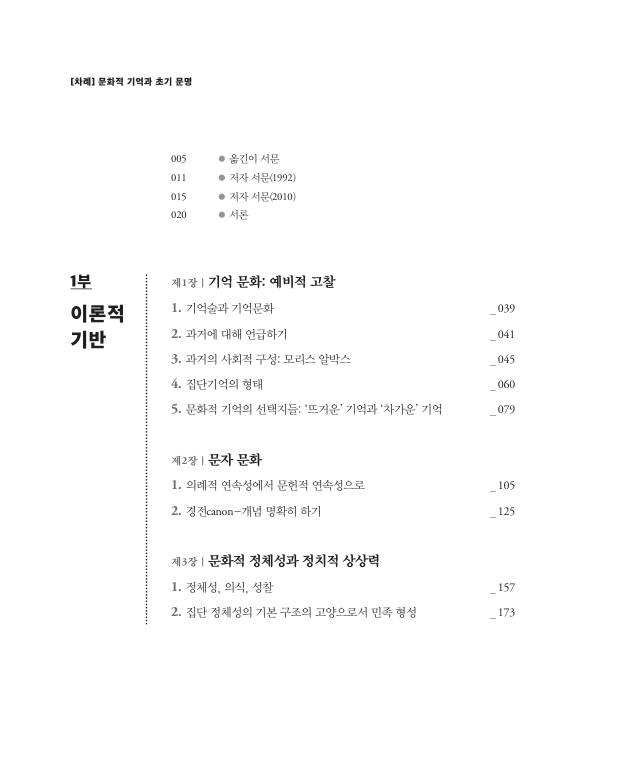 [차례] 문화적 기억과 초기 문명
005 ● 옮긴이 서문
011 ● 저자 서문(1992)
015 ● 저자 서문(2010)
020 ● 서론
1부
이론적
기반
제1장 | 기억 문화: 예비적 고찰
1. 기억술과 기억문화 _039
2. 과거에 대해 언급하기 _041
3. 과거의 사회적 구성: 모리스 알박스 _045
4. 집단기억의 형태 _060
5. 문화적 기억의 선택지들: ‘뜨거운’ 기억과 ‘차가운’ 기억 _079
제2장 | 문자 문화
1. 의례적 연속성에서 문헌적 연속성으로 _105
2. 경전canon–개념 명확히 하기 _125
제3장 | 문화적 정체성과 정치적 상상력
1. 정체성, 의식, 성찰 _157
2. 집단 정체성의 기본 구조의 고양으로서 민족 형성 _173